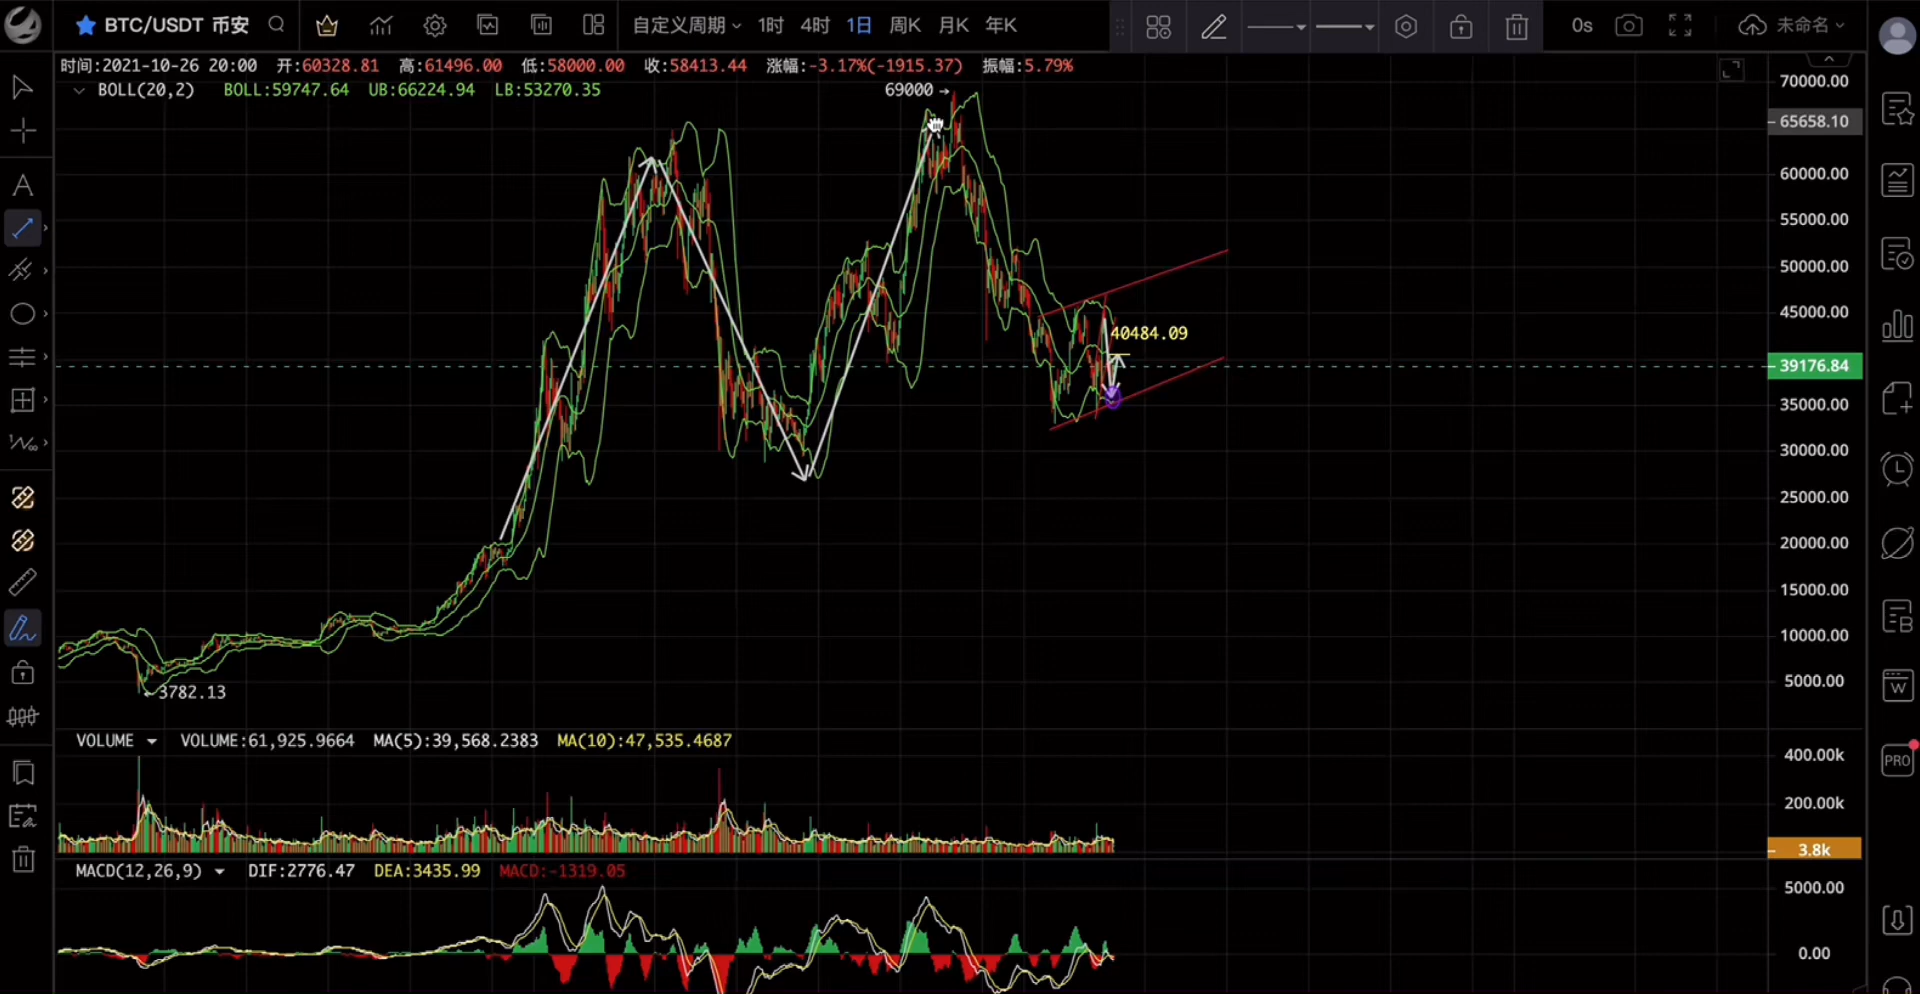 BTC/USDT 币安 自定义周期 1时 4时 1日 周K 月K 年K 0s 未命名
时间:2021-10-26 20:00 开:60328.81 高:61496.00 低:58000.00 收:58413.44 涨幅:-3.17%(-1915.37) 振幅:5.79%
BOLL(20,2) BOLL:59747.64 UB:66224.94 LB:53270.35
69000
70000.00
65658.10
60000.00
55000.00
50000.00
45000.00
40484.09
39176.84
35000.00
30000.00
25000.00
20000.00
15000.00
10000.00
5000.00
3782.13
VOLUME VOLUME:61,925.9664 MA(5):39,568.2383 MA(10):47,535.4687
400.00k
200.00k
3.8k
MACD(12,26,9) DIF:2776.47 DEA:3435.99 MACD:-1319.05
5000.00
0.00
A
B
W
PRO